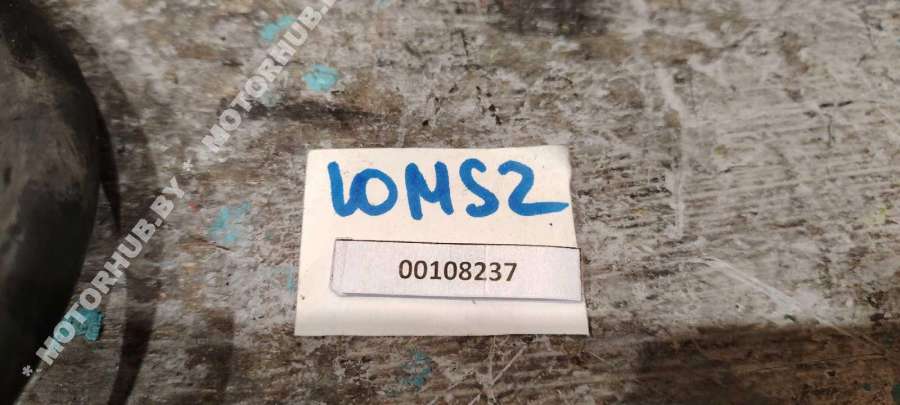 * MOTORHUB.BY * MOTORHUB.BY
10MS2
00108237